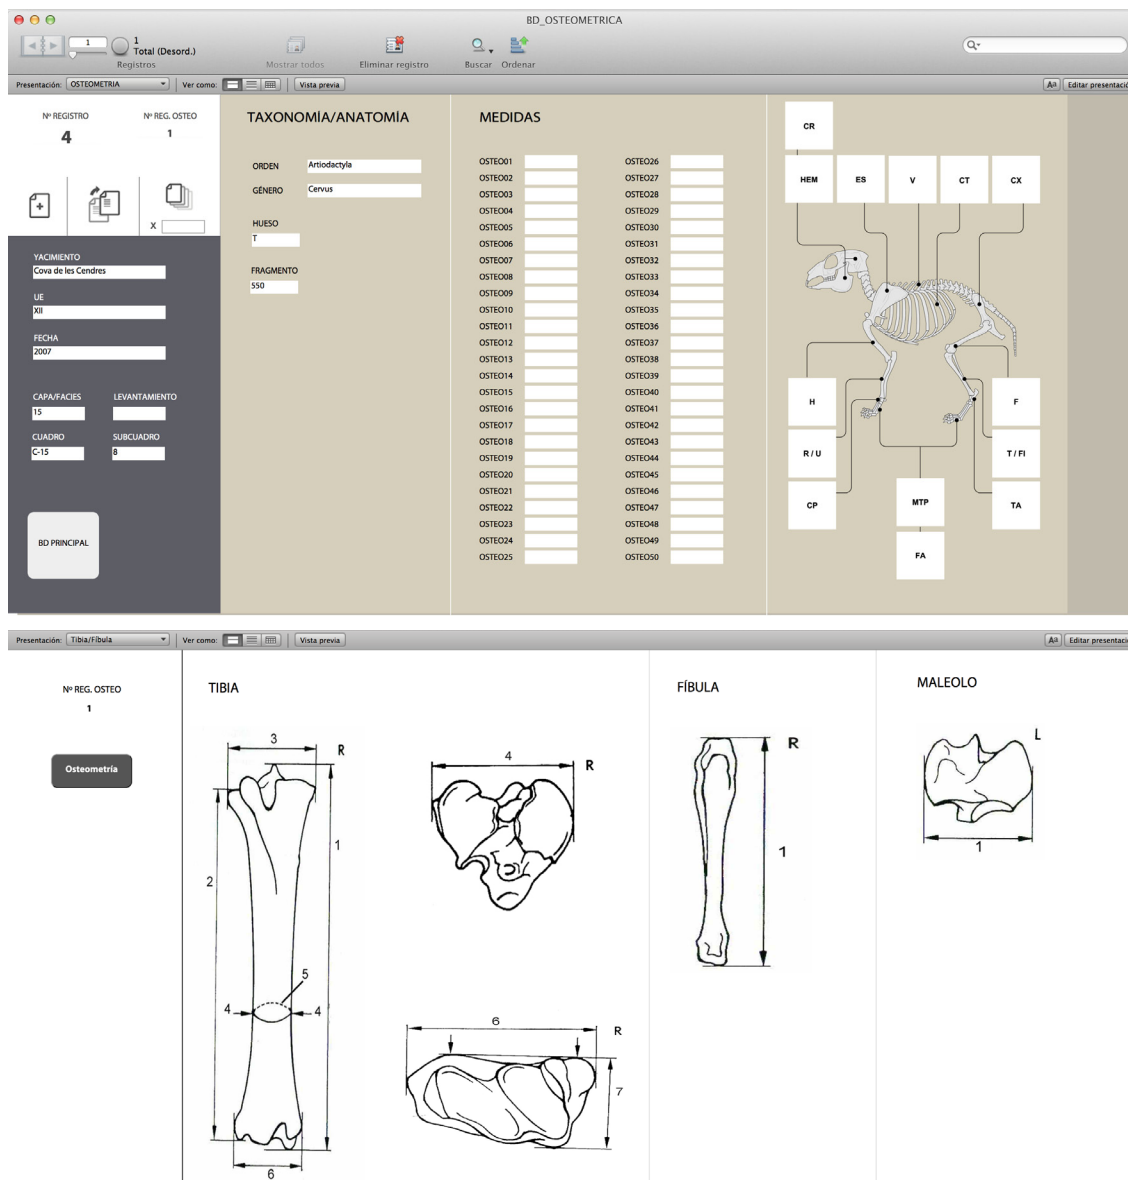 BD_OSTEOMETRICA
1
1
Total (Desord.)
Registros
Mostrar todos
Eliminar registro
Buscar
Ordenar
Presentación: OSTEOMETRIA
Ver como:
Vista previa
Aa
Editar presentació
Nº REGISTRO
4
Nº REG. OSTEO
1
X
YACIMIENTO
Cova de les Cendres
UE
XII
FECHA
2007
CAPA/FACIES
15
LEVANTAMIENTO
CUADRO
C-15
SUBCUADRO
8
BD PRINCIPAL
TAXONOMÍA/ANATOMÍA
ORDEN Artiodactyla
GÉNERO Cervus
HUESO
T
FRAGMENTO
550
MEDIDAS
OSTEO01
OSTEO02
OSTEO03
OSTEO04
OSTEO05
OSTEO06
OSTEO07
OSTEO08
OSTEO09
OSTEO10
OSTEO11
OSTEO12
OSTEO13
OSTEO14
OSTEO15
OSTEO16
OSTEO17
OSTEO18
OSTEO19
OSTEO20
OSTEO21
OSTEO22
OSTEO23
OSTEO24
OSTEO25
OSTEO26
OSTEO27
OSTEO28
OSTEO29
OSTEO30
OSTEO31
OSTEO32
OSTEO33
OSTEO34
OSTEO35
OSTEO36
OSTEO37
OSTEO38
OSTEO39
OSTEO40
OSTEO41
OSTEO42
OSTEO43
OSTEO44
OSTEO45
OSTEO46
OSTEO47
OSTEO48
OSTEO49
OSTEO50
CR
HEM
ES
V
CT
CX
H
F
R / U
T / FI
CP
MTP
TA
FA
Presentación: Tibia/Fíbula
Ver como:
Vista previa
Aa
Editar presentació
Nº REG. OSTEO
1
Osteometría
TIBIA
3
R
1
2
5
4
4
6
4
R
6
R
7
FÍBULA
R
1
MALEOLO
L
1